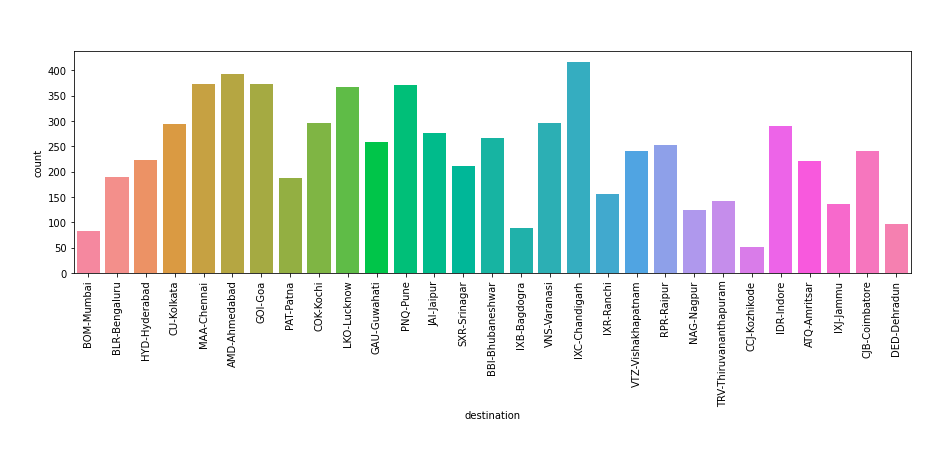 count
400
350
300
250
200
150
100
50
0
BOM-Mumbai
BLR-Bengaluru
HYD-Hyderabad
CU-Kolkata
MAA-Chennai
AMD-Ahmedabad
GOI-Goa
PAT-Patna
COK-Kochi
LKO-Lucknow
GAU-Guwahati
PNQ-Pune
JAI-Jaipur
SXR-Srinagar
BBI-Bhubaneshwar
IXB-Bagdogra
VNS-Varanasi
IXC-Chandigarh
IXR-Ranchi
VTZ-Vishakhapatnam
RPR-Raipur
NAG-Nagpur
TRV-Thiruvananthapuram
CCJ-Kozhikode
IDR-Indore
ATQ-Amritsar
IXJ-Jammu
CJB-Coimbatore
DED-Dehradun
destination